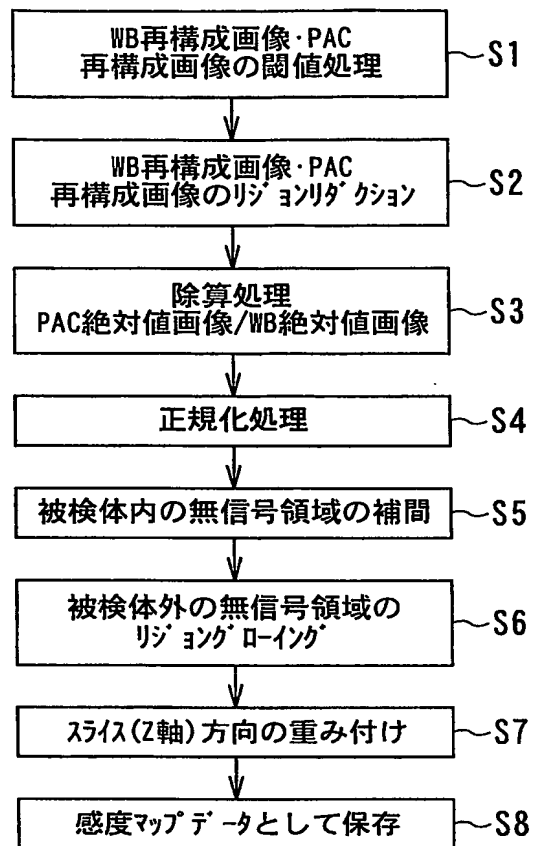 WB再構成画像·PAC
再構成画像の閾値処理
S1
WB再構成画像·PAC
再構成画像のﾘｼﾞｮﾝﾘﾀﾞｸｼｮﾝ
S2
除算処理
PAC絶対値画像/WB絶対値画像
S3
正規化処理
S4
被検体内の無信号領域の補間
S5
被検体外の無信号領域の
ﾘｼﾞｮﾝｸﾞﾛｰｲﾝｸﾞ
S6
ｽﾗｲｽ(Z軸)方向の重み付け
S7
感度ﾏｯﾌﾟﾃﾞｰﾀとして保存
S8